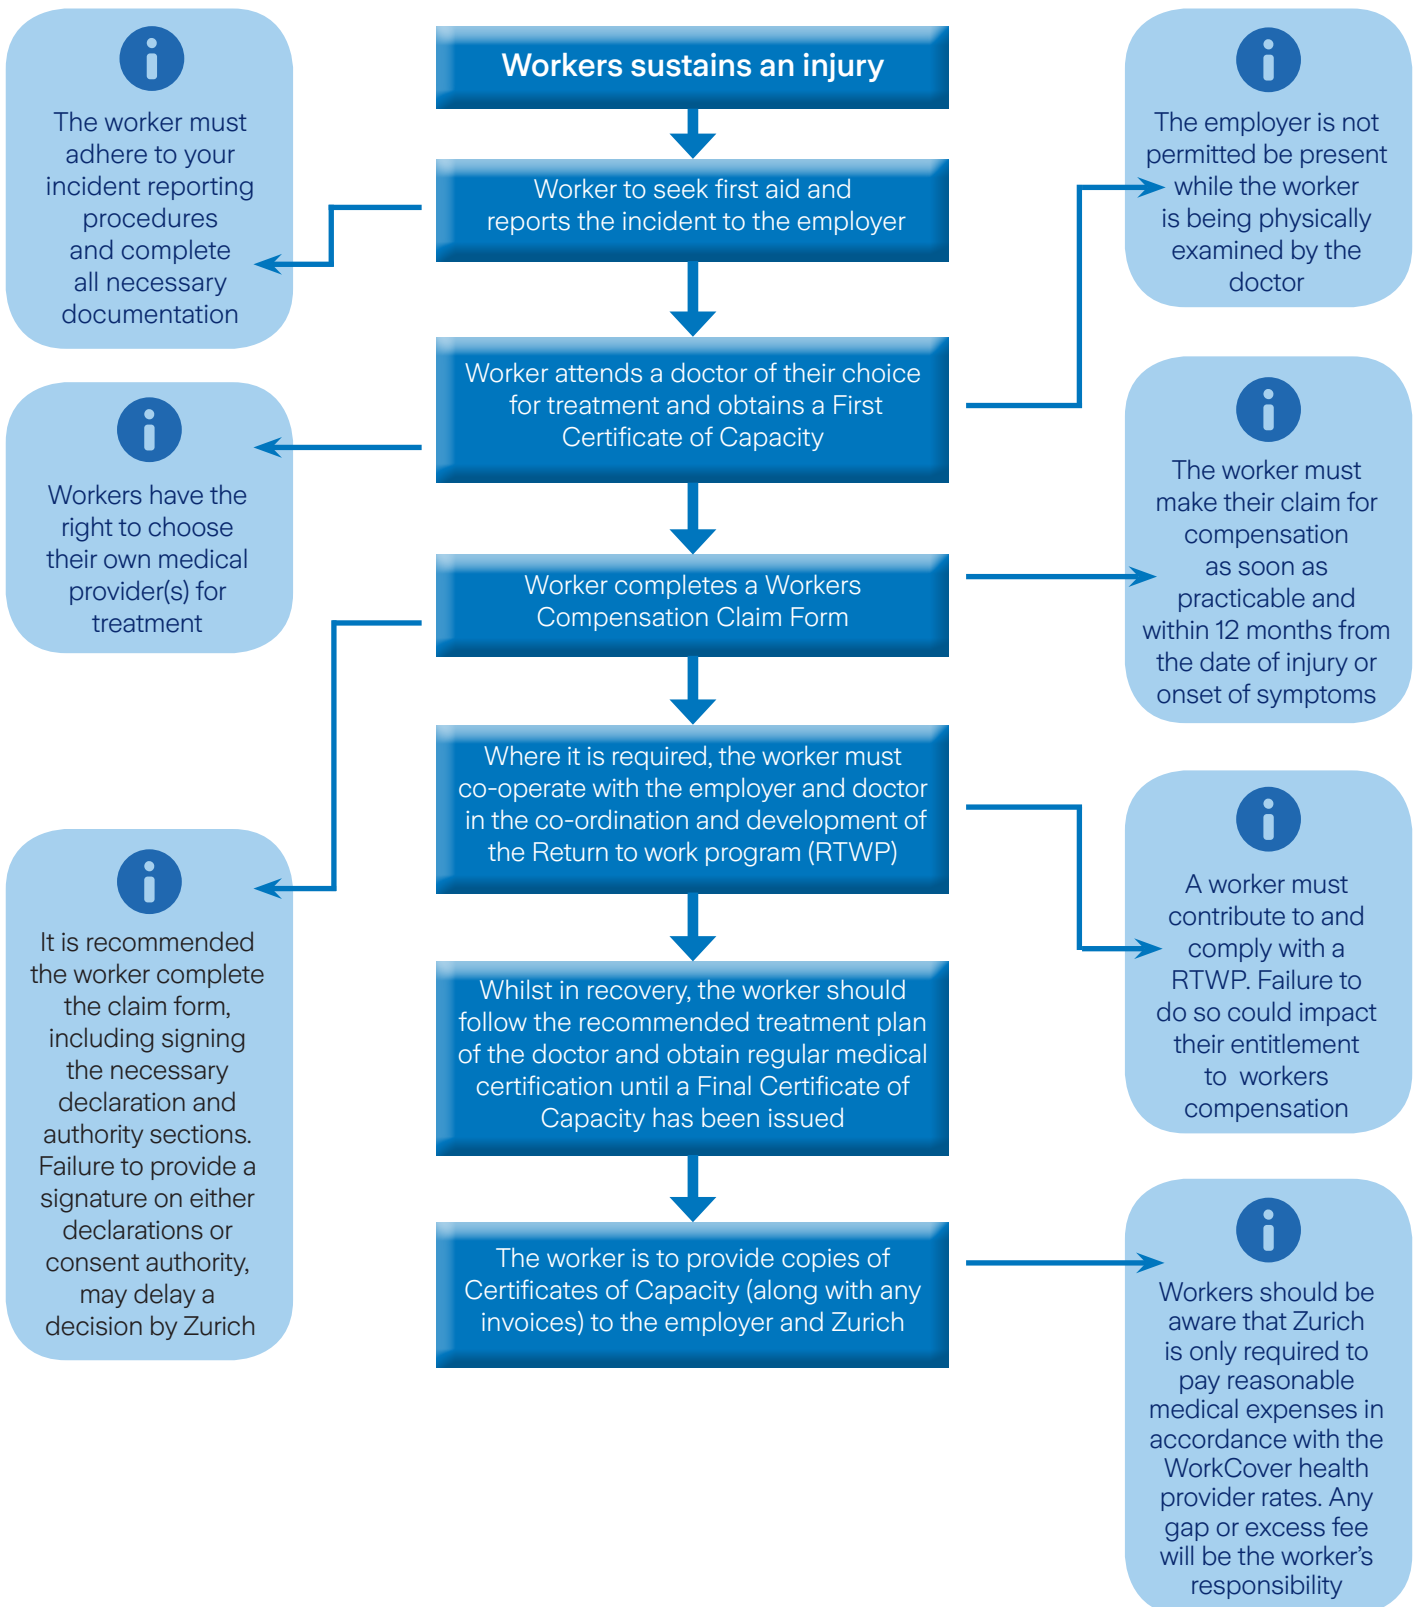 Workers sustains an injury
Worker to seek first aid and
reports the incident to the employer
The worker must
adhere to your
incident reporting
procedures
and complete
all necessary
documentation
Worker attends a doctor of their choice
for treatment and obtains a First
Certificate of Capacity
The employer is not
permitted be present
while the worker
is being physically
examined by the
doctor
Workers have the
right to choose
their own medical
provider(s) for
treatment
Worker completes a Workers
Compensation Claim Form
The worker must
make their claim for
compensation
as soon as
practicable and
within 12 months from
the date of injury or
onset of symptoms
It is recommended
the worker complete
the claim form,
including signing
the necessary
declaration and
authority sections.
Failure to provide a
signature on either
declarations or
consent authority,
may delay a
decision by Zurich
Where it is required, the worker must
co-operate with the employer and doctor
in the co-ordination and development of
the Return to work program (RTWP)
A worker must
contribute to and
comply with a
RTWP. Failure to
do so could impact
their entitlement
to workers
compensation
Whilst in recovery, the worker should
follow the recommended treatment plan
of the doctor and obtain regular medical
certification until a Final Certificate of
Capacity has been issued
The worker is to provide copies of
Certificates of Capacity (along with any
invoices) to the employer and Zurich
Workers should be
aware that Zurich
is only required to
pay reasonable
medical expenses in
accordance with the
WorkCover health
provider rates. Any
gap or excess fee
will be the worker’s
responsibility